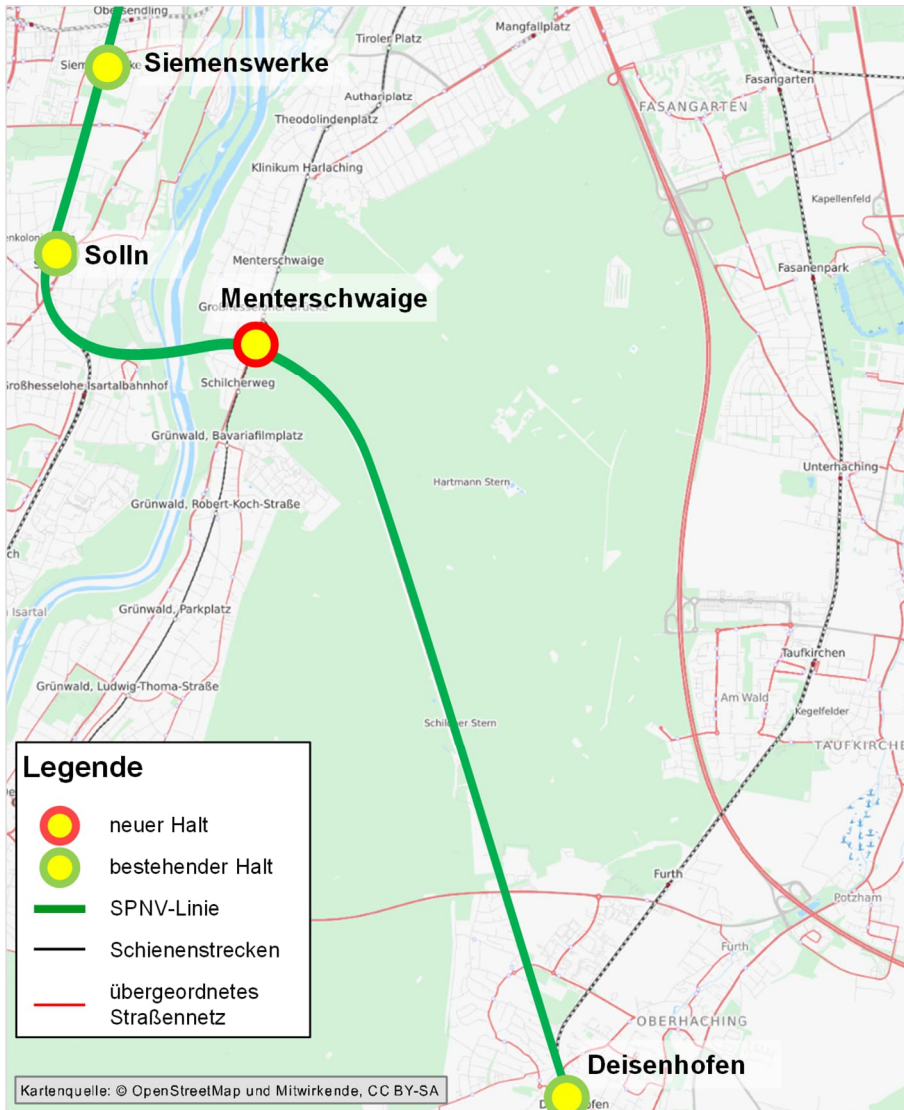 Mangfallplatz
Tiroler Platz
Siemenswerke
Fasangarten
FASANGARTEN
Authariplatz
Theodolindenplatz
Klinikum Harlaching
Kapellenfeld
Solln
Menterschwaige
Fasanenpark
Menterschwaige
Großhesselohe Isartalbahnhof
Schilcherweg
Grünwald, Bavariafilmplatz
Unterhaching
Hartmann Stern
Grünwald, Robert-Koch-Straße
Grünwald, Parkplatz
Taufkirchen
Grünwald, Ludwig-Thoma-Straße
Am Wald
Kegelfelder
TAUFKIRCHE
Legende
neuer Halt
bestehender Halt
SPNV-Linie
Schienenstrecken
übergeordnetes
Straßennetz
Furth
Potzham
Furth
OBERHACHING
Deisenhofen
Kartenquelle: © OpenStreetMap und Mitwirkende, CC BY-SA